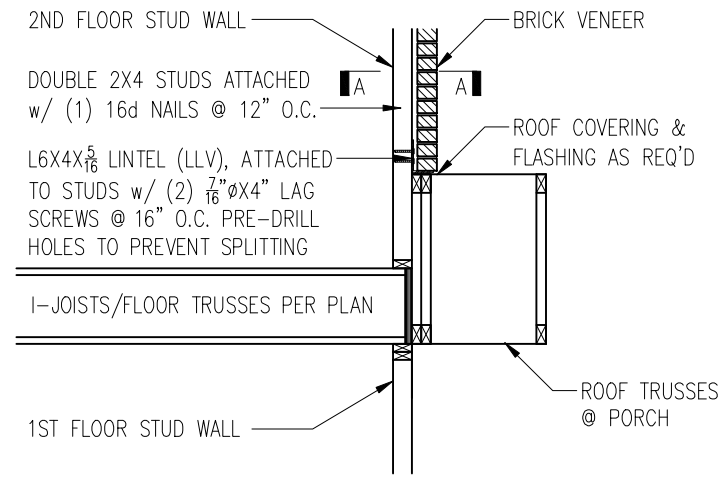 2ND FLOOR STUD WALL
BRICK VENEER
DOUBLE 2X4 STUDS ATTACHED
w/ (1) 16d NAILS @ 12" O.C.
A
A
ROOF COVERING &
FLASHING AS REQ'D
L6X4X5/16 LINTEL (LLV), ATTACHED
TO STUDS w/ (2) 7/16"øX4" LAG
SCREWS @ 16" O.C. PRE-DRILL
HOLES TO PREVENT SPLITTING
I-JOISTS/FLOOR TRUSSES PER PLAN
ROOF TRUSSES
@ PORCH
1ST FLOOR STUD WALL